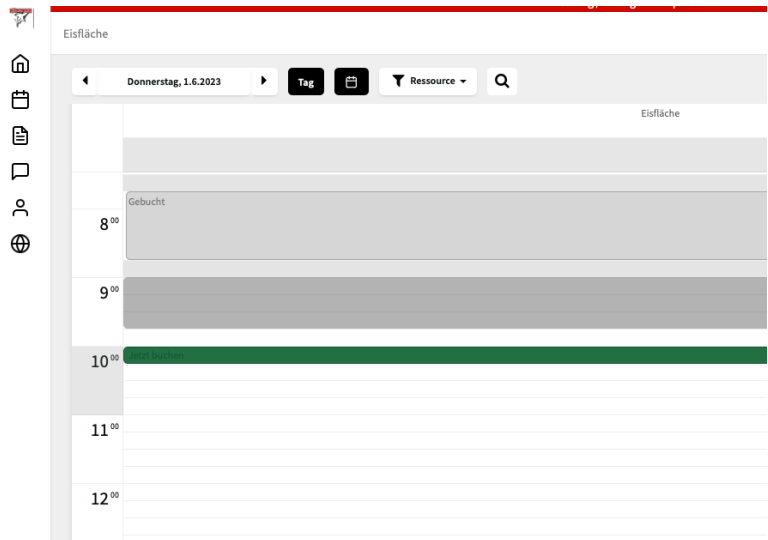 Eisfläche
Donnerstag, 1.6.2023
Tag
Ressource
Eisfläche
Gebucht
8 00
9 00
10 00
Jetzt buchen
11 00
12 00